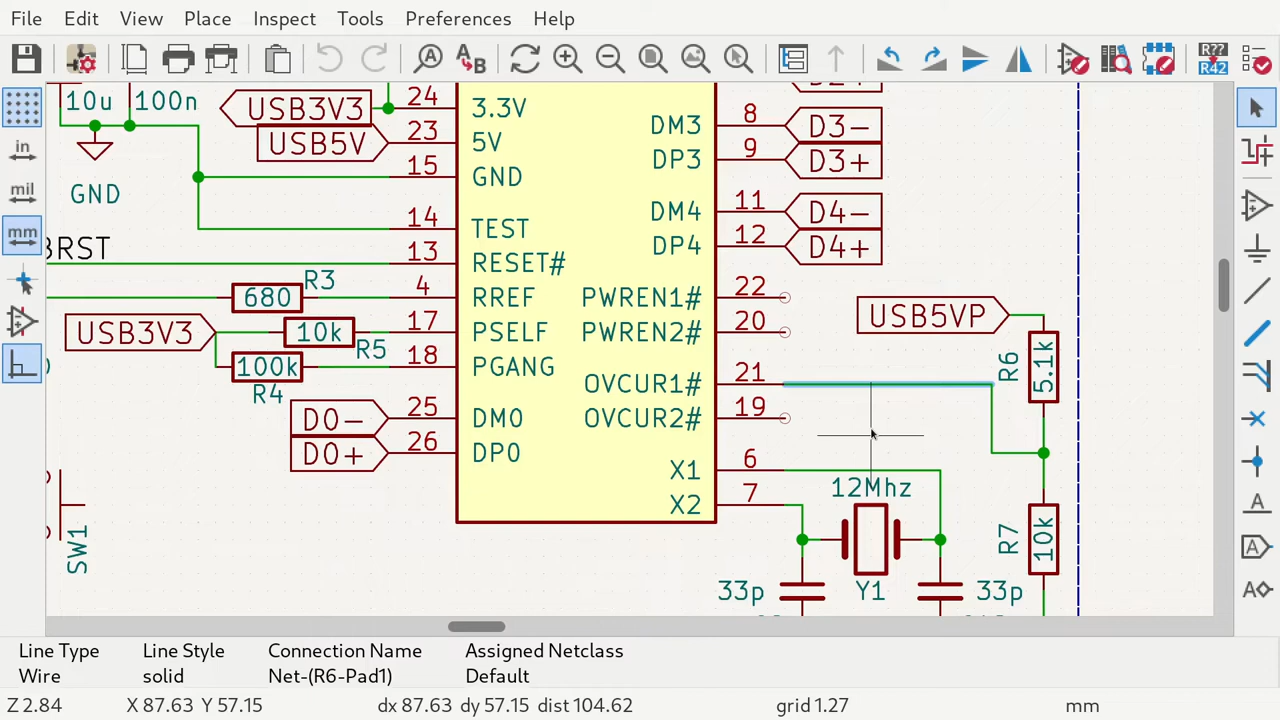 File Edit View Place Inspect Tools Preferences Help
R??
R42
in
mil
mm
10u 100n
GND
BRST
USB3V3
USB5V
24
23
15
14
13
4
17
18
25
26
3.3V
5V
GND
TEST
RESET#
RREF
PSELF
PGANG
DM0
DP0
R3
680
USB3V3
10k
R5
100k
R4
D0-
D0+
SW1
DM3
DP3
DM4
DP4
PWREN1#
PWREN2#
OVCUR1#
OVCUR2#
X1
X2
8
9
11
12
22
20
21
19
6
7
D3-
D3+
D4-
D4+
USB5VP
R6
5.1k
R7
10k
12Mhz
Y1
33p
33p
Line Type Line Style Connection Name Assigned Netclass
Wire solid Net-(R6-Pad1) Default
Z 2.84 X 87.63 Y 57.15 dx 87.63 dy 57.15 dist 104.62 grid 1.27 mm